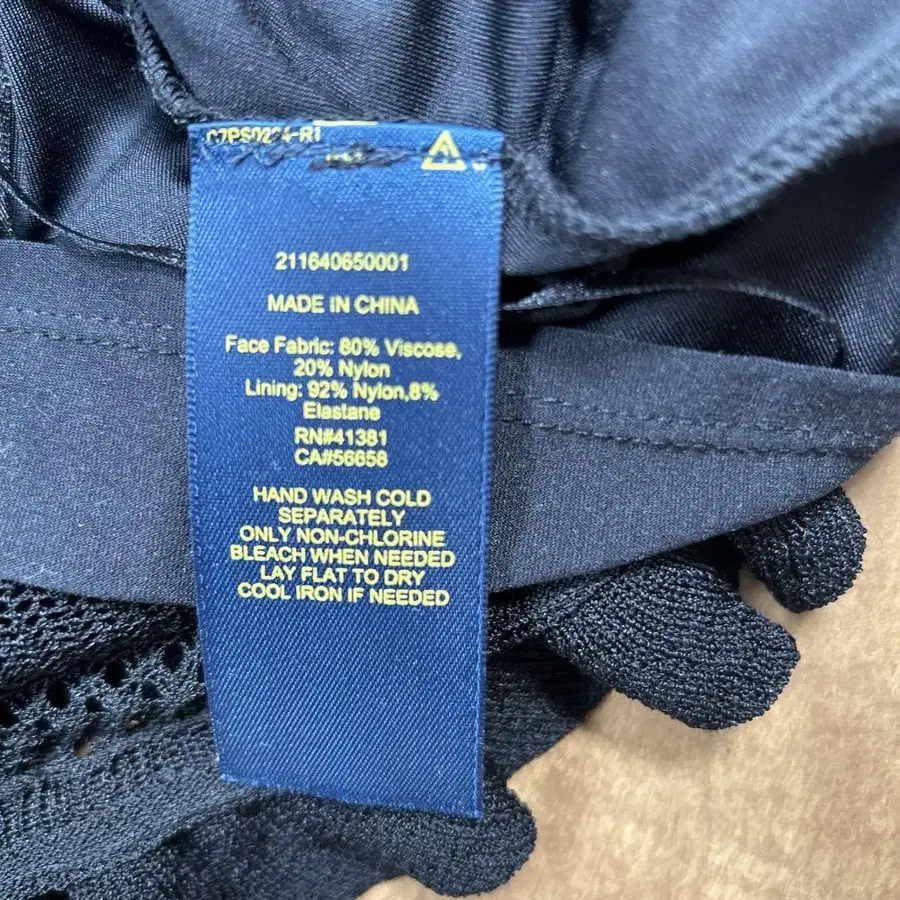 211640650001
MADE IN CHINA
Face Fabric: 80% Viscose,
20% Nylon
Lining: 92% Nylon,8%
Elastane
RN#41381
CA#56658
HAND WASH COLD
SEPARATELY
ONLY NON-CHLORINE
BLEACH WHEN NEEDED
LAY FLAT TO DRY
COOL IRON IF NEEDED